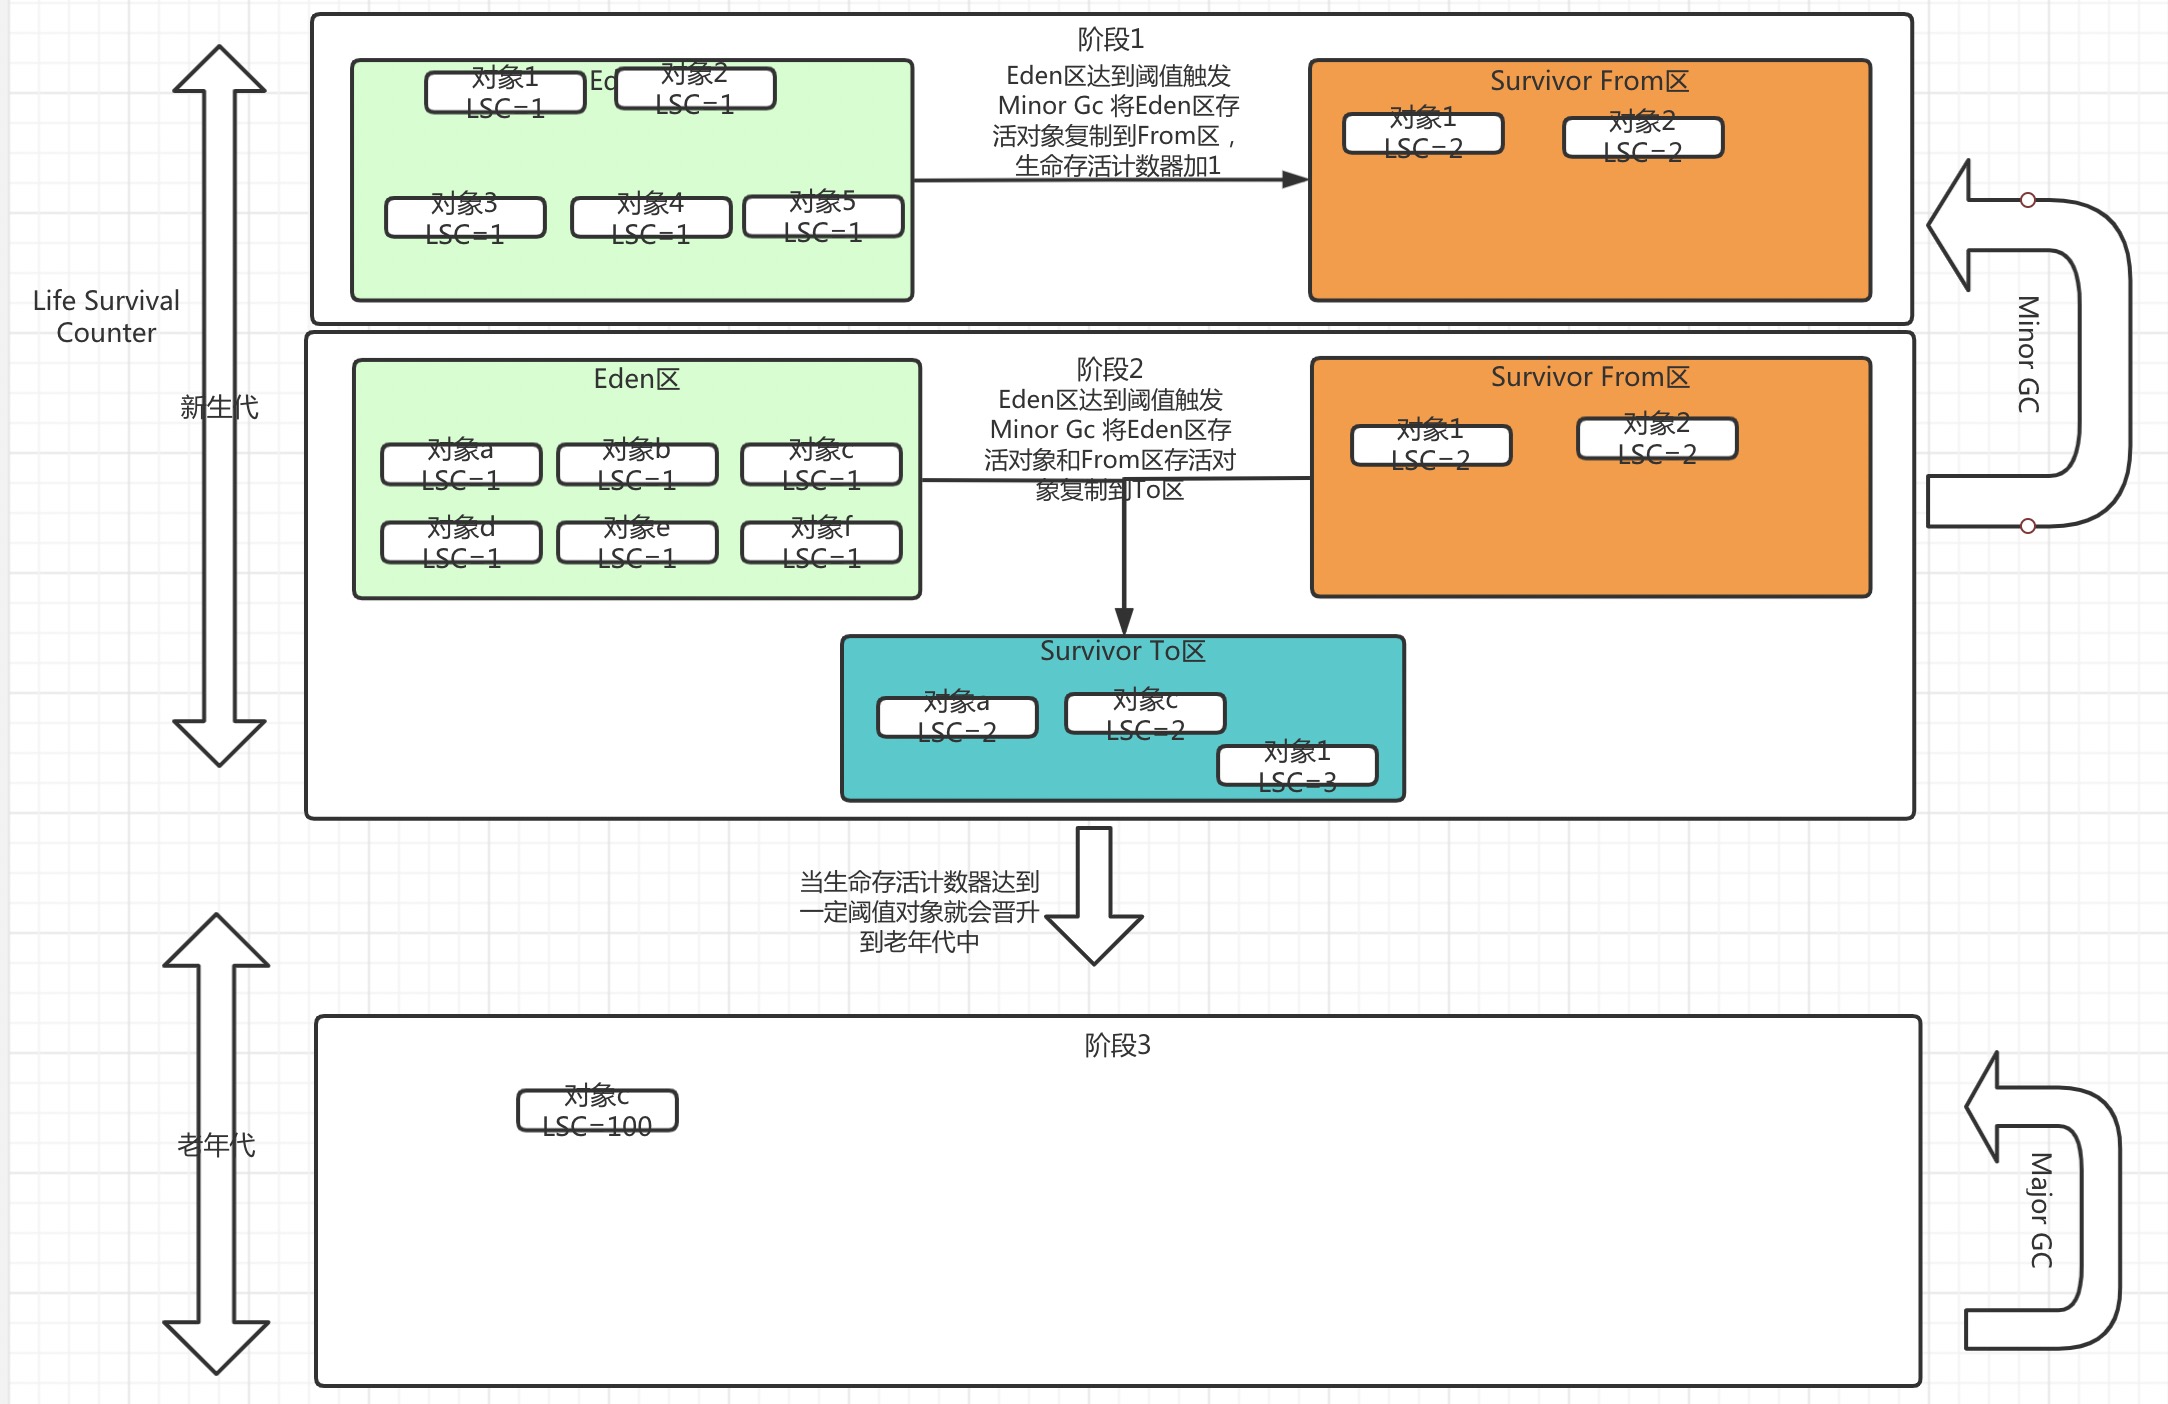 Life Survival
Counter
新生代
阶段1
Eden区达到阈值触发
Minor Gc 将Eden区存
活对象复制到From区，
生命存活计数器加1
Ed
对象1
LSC=1
对象2
LSC=1
对象3
LSC=1
对象4
LSC=1
对象5
LSC=1
Survivor From区
对象1
LSC=2
对象2
LSC=2
Minor GC
阶段2
Eden区达到阈值触发
Minor Gc 将Eden区存
活对象和From区存活对
象复制到To区
Eden区
对象a
LSC=1
对象b
LSC=1
对象c
LSC=1
对象d
LSC=1
对象e
LSC=1
对象f
LSC=1
Survivor From区
对象1
LSC=2
对象2
LSC=2
Survivor To区
对象a
LSC=2
对象c
LSC=2
对象1
LSC=3
当生命存活计数器达到
一定阈值对象就会晋升
到老年代中
老年代
阶段3
对象c
LSC=100
Major GC